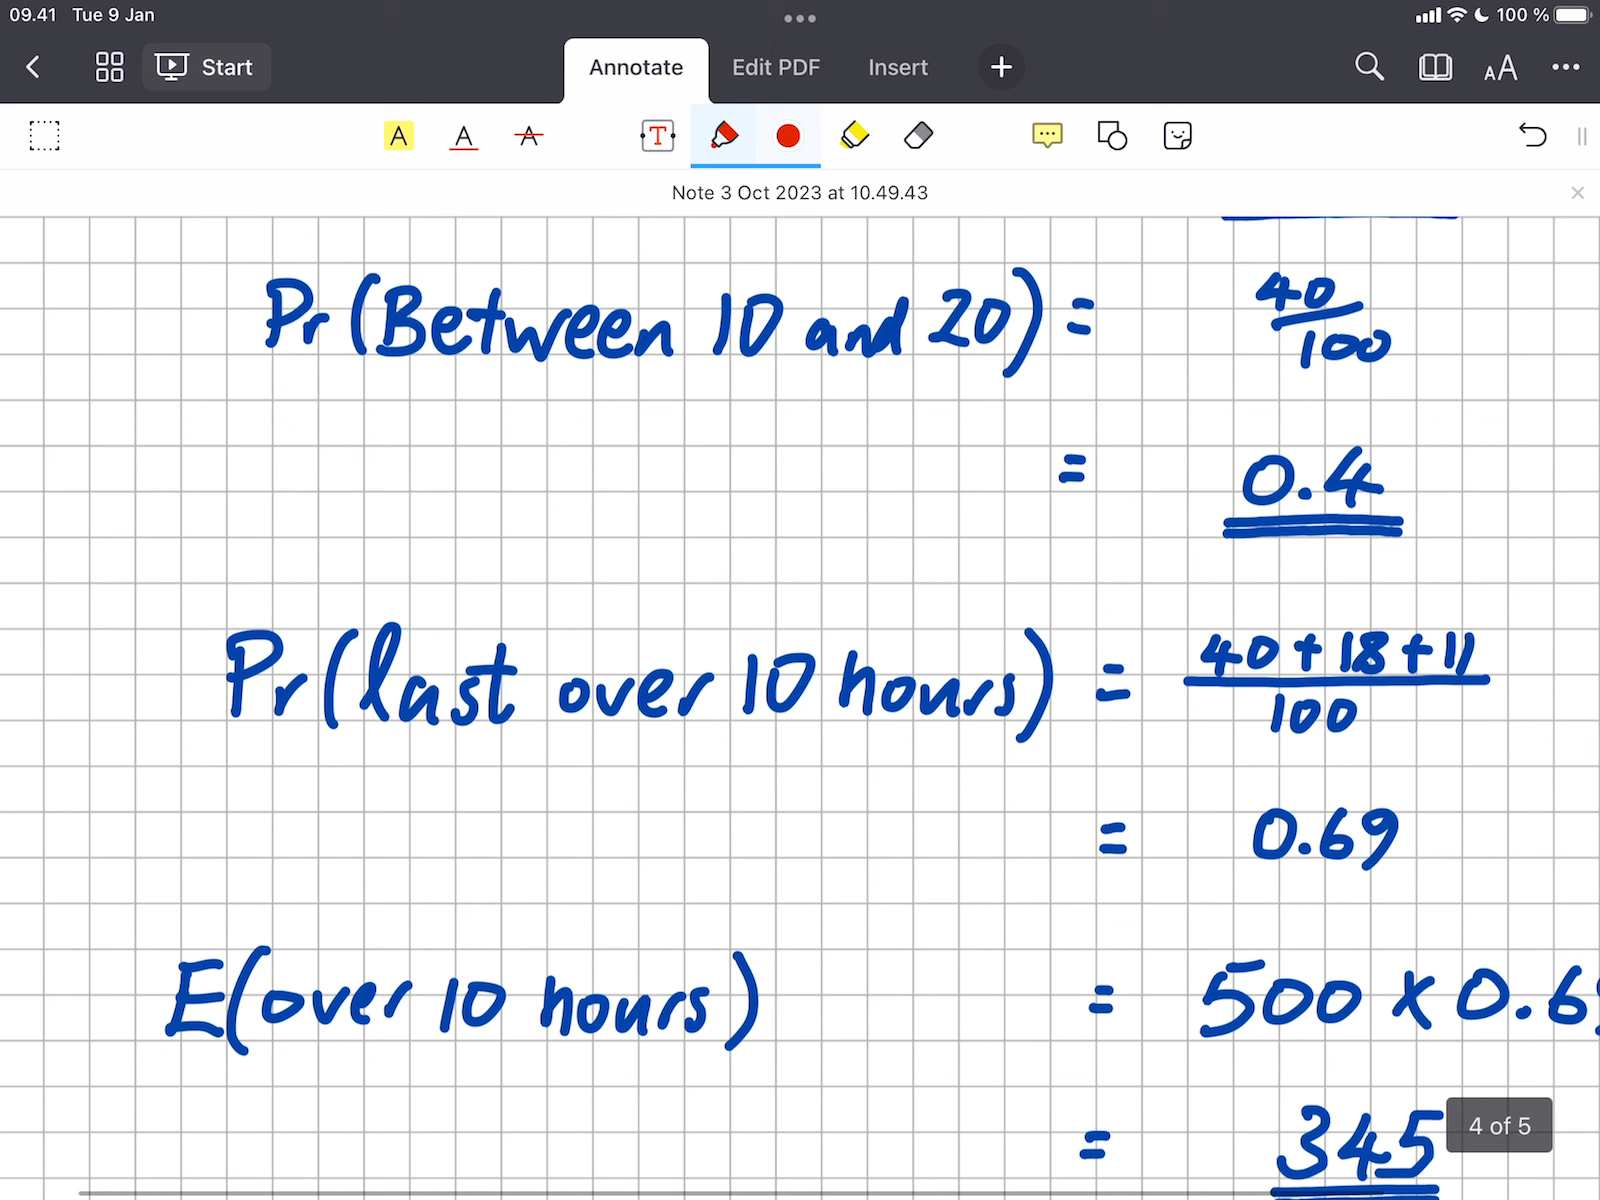 09.41 Tue 9 Jan 100 %
Start Annotate Edit PDF Insert
A A A T
Note 3 Oct 2023 at 10.49.43
Pr (Between 10 and 20) = 40/100
= 0.4
Pr (last over 10 hours) = 40+18+11
100
= 0.69
E(over 10 hours) = 500 x 0.69
= 345
4 of 5